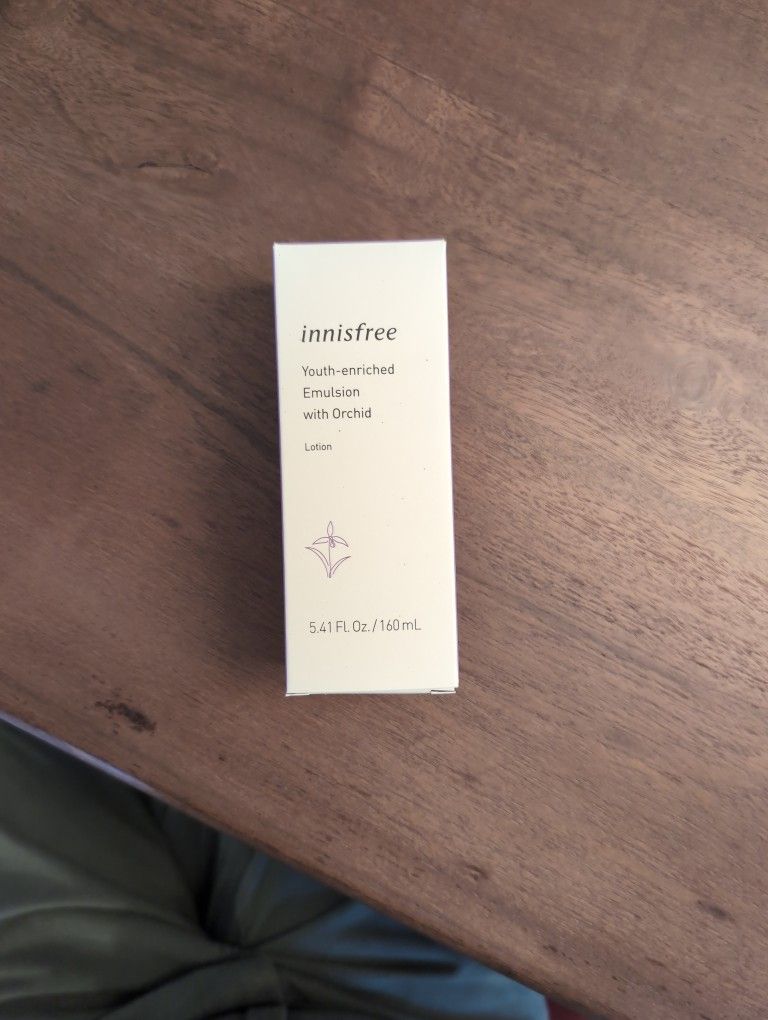 innisfree
Youth-enriched
Emulsion
with Orchid
Lotion
5.41 Fl. Oz. / 160 mL